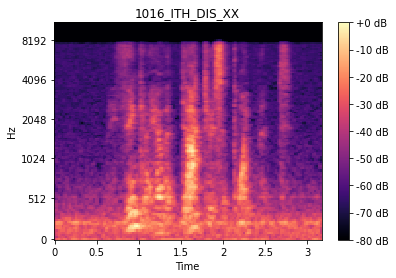 1016_ITH_DIS_XX
+0 dB
8192
-10 dB
4096
-20 dB
-30 dB
2048
Hz
-40 dB
1024
-50 dB
512
-60 dB
-70 dB
0
-80 dB
0 0.5 1 1.5 2 2.5 3
Time